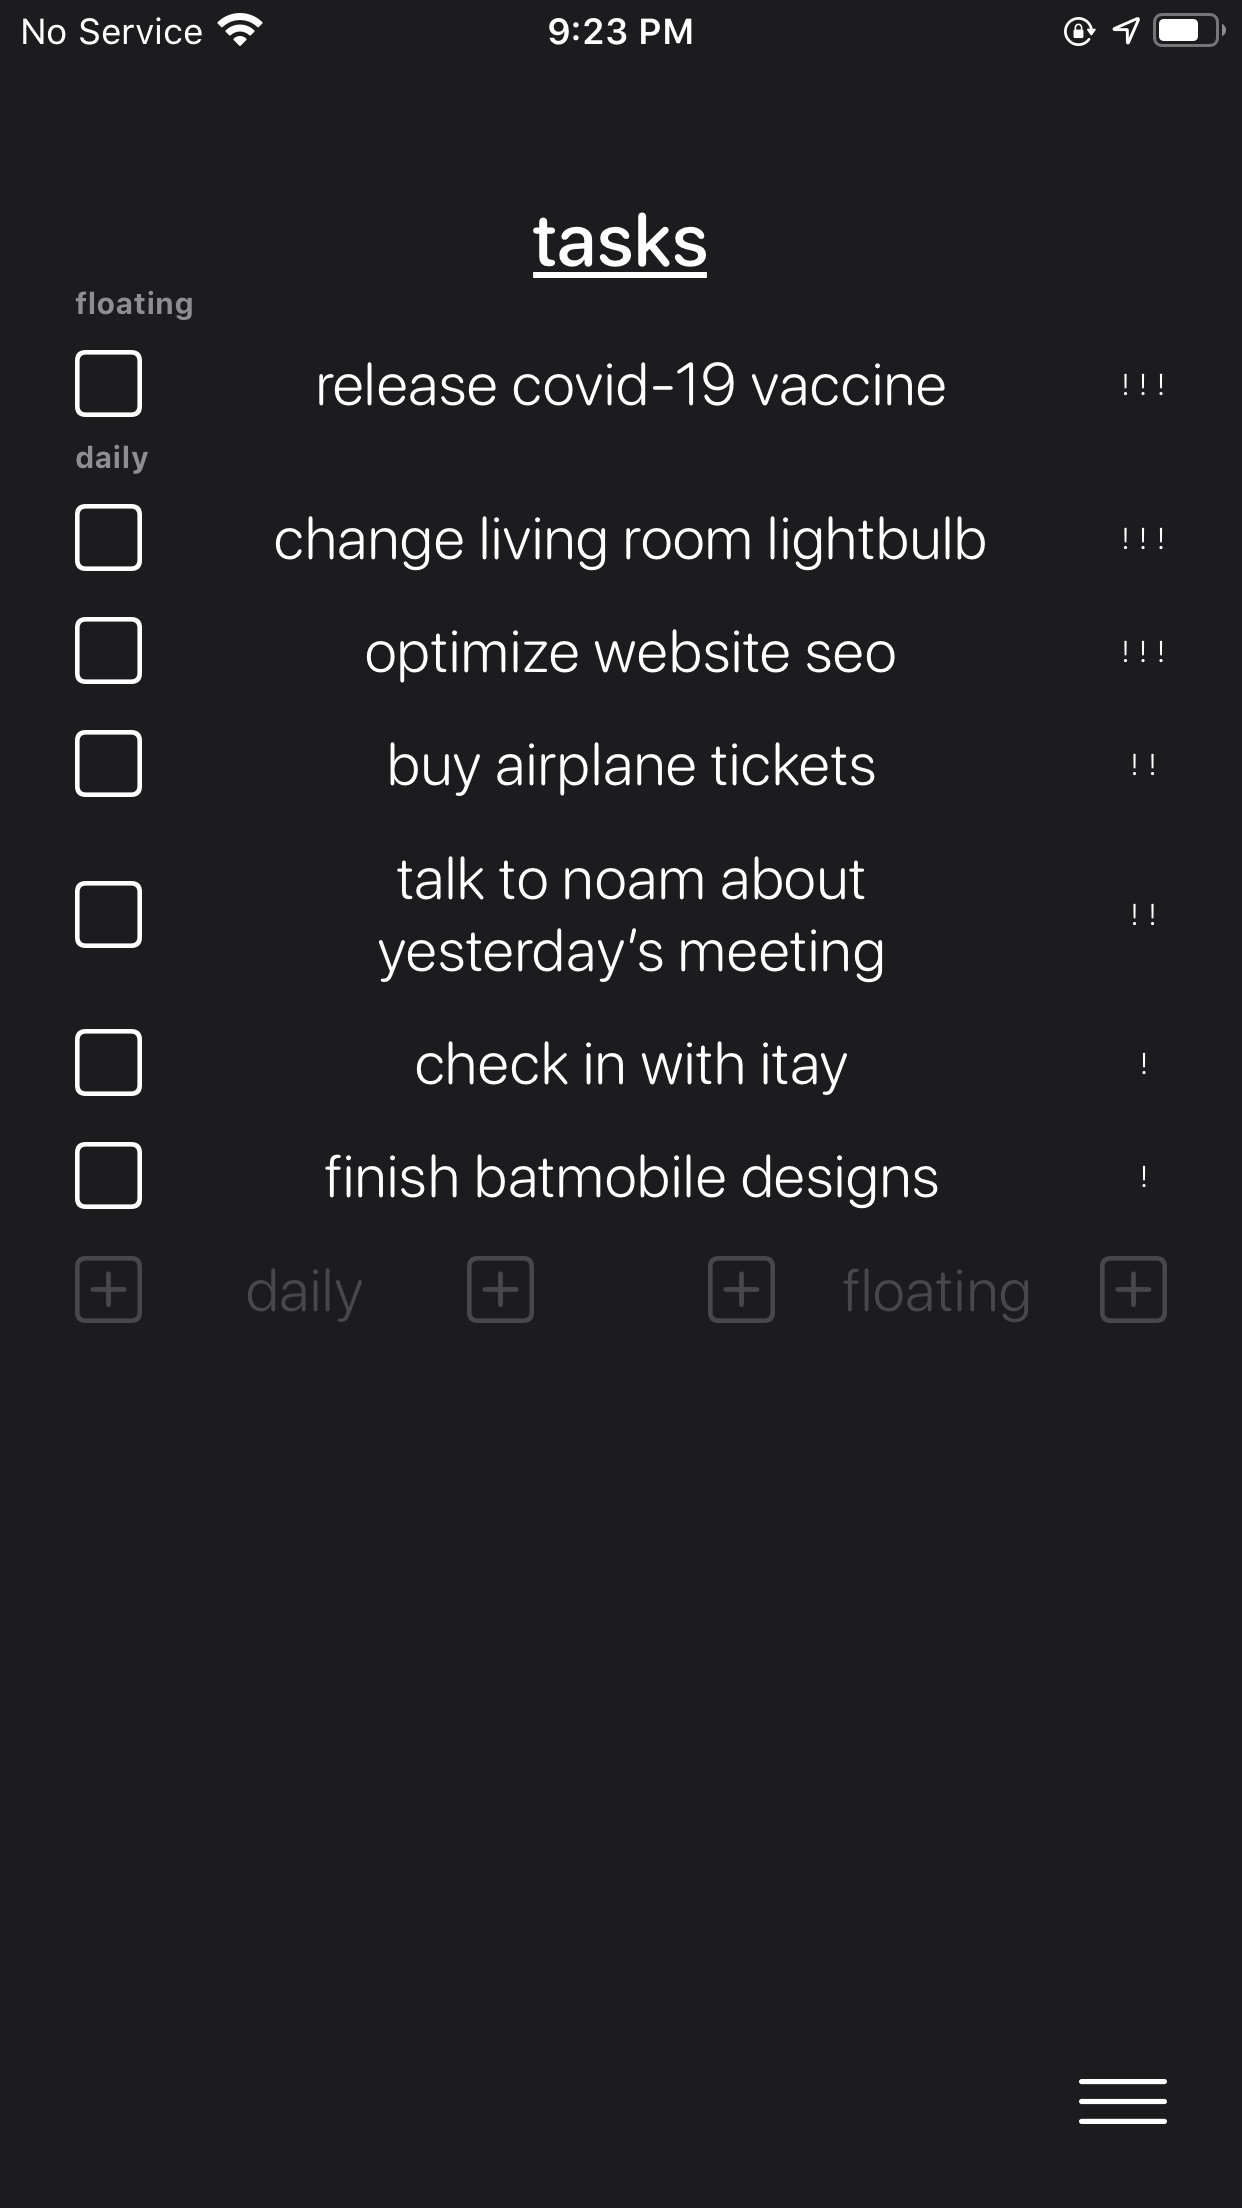 No Service 9:23 PM
tasks
floating
release covid-19 vaccine !!!
daily
change living room lightbulb !!!
optimize website seo !!!
buy airplane tickets !!
talk to noam about
yesterday's meeting !!
check in with itay !
finish batmobile designs !
daily floating